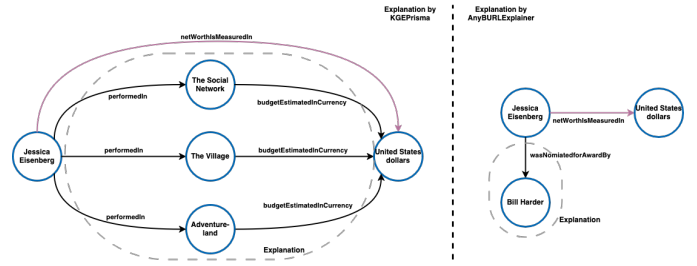 Explanation by
KGEPrisma
Explanation by
AnyBURLExplainer
netWorthIsMeasuredIn
The Social
Network
performedIn
budgetEstimatedInCurrency
Jessica
Eisenberg
performedIn
The Village
budgetEstimatedInCurrency
United States
dollars
performedIn
budgetEstimatedInCurrency
Adventure-
land
Explanation
Jessica
Eisenberg
netWorthIsMeasuredIn
United States
dollars
wasNomiatedforAwardBy
Bill Harder
Explanation